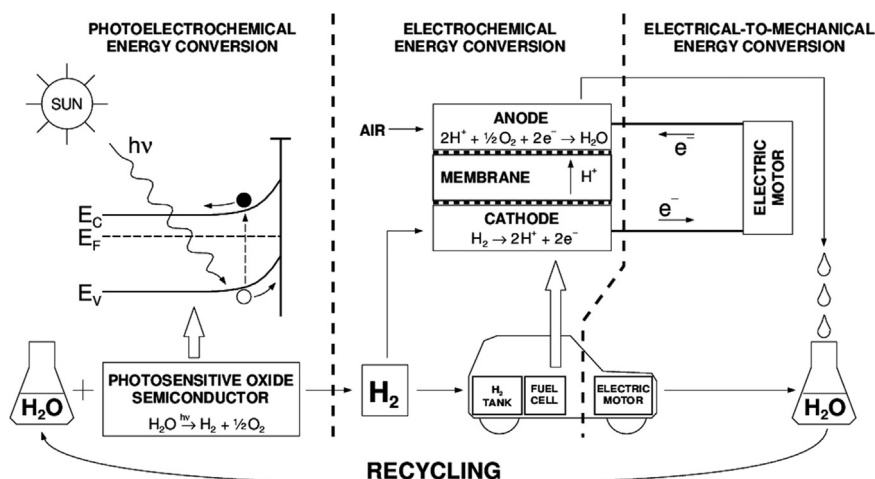 PHOTOELECTROCHEMICAL
ENERGY CONVERSION
ELECTROCHEMICAL
ENERGY CONVERSION
ELECTRICAL-TO-MECHANICAL
ENERGY CONVERSION
SUN
hν
E_C
E_F
E_V
AIR
ANODE
2H⁺ + ½O₂ + 2e⁻ → H₂O
MEMBRANE
H⁺
CATHODE
H₂ → 2H⁺ + 2e⁻
e⁻
e⁻
ELECTRIC
MOTOR
H₂O
+
PHOTOSENSITIVE OXIDE
SEMICONDUCTOR
hν
H₂O → H₂ + ½O₂
H₂
H₂
TANK
FUEL
CELL
ELECTRIC
MOTOR
H₂O
RECYCLING